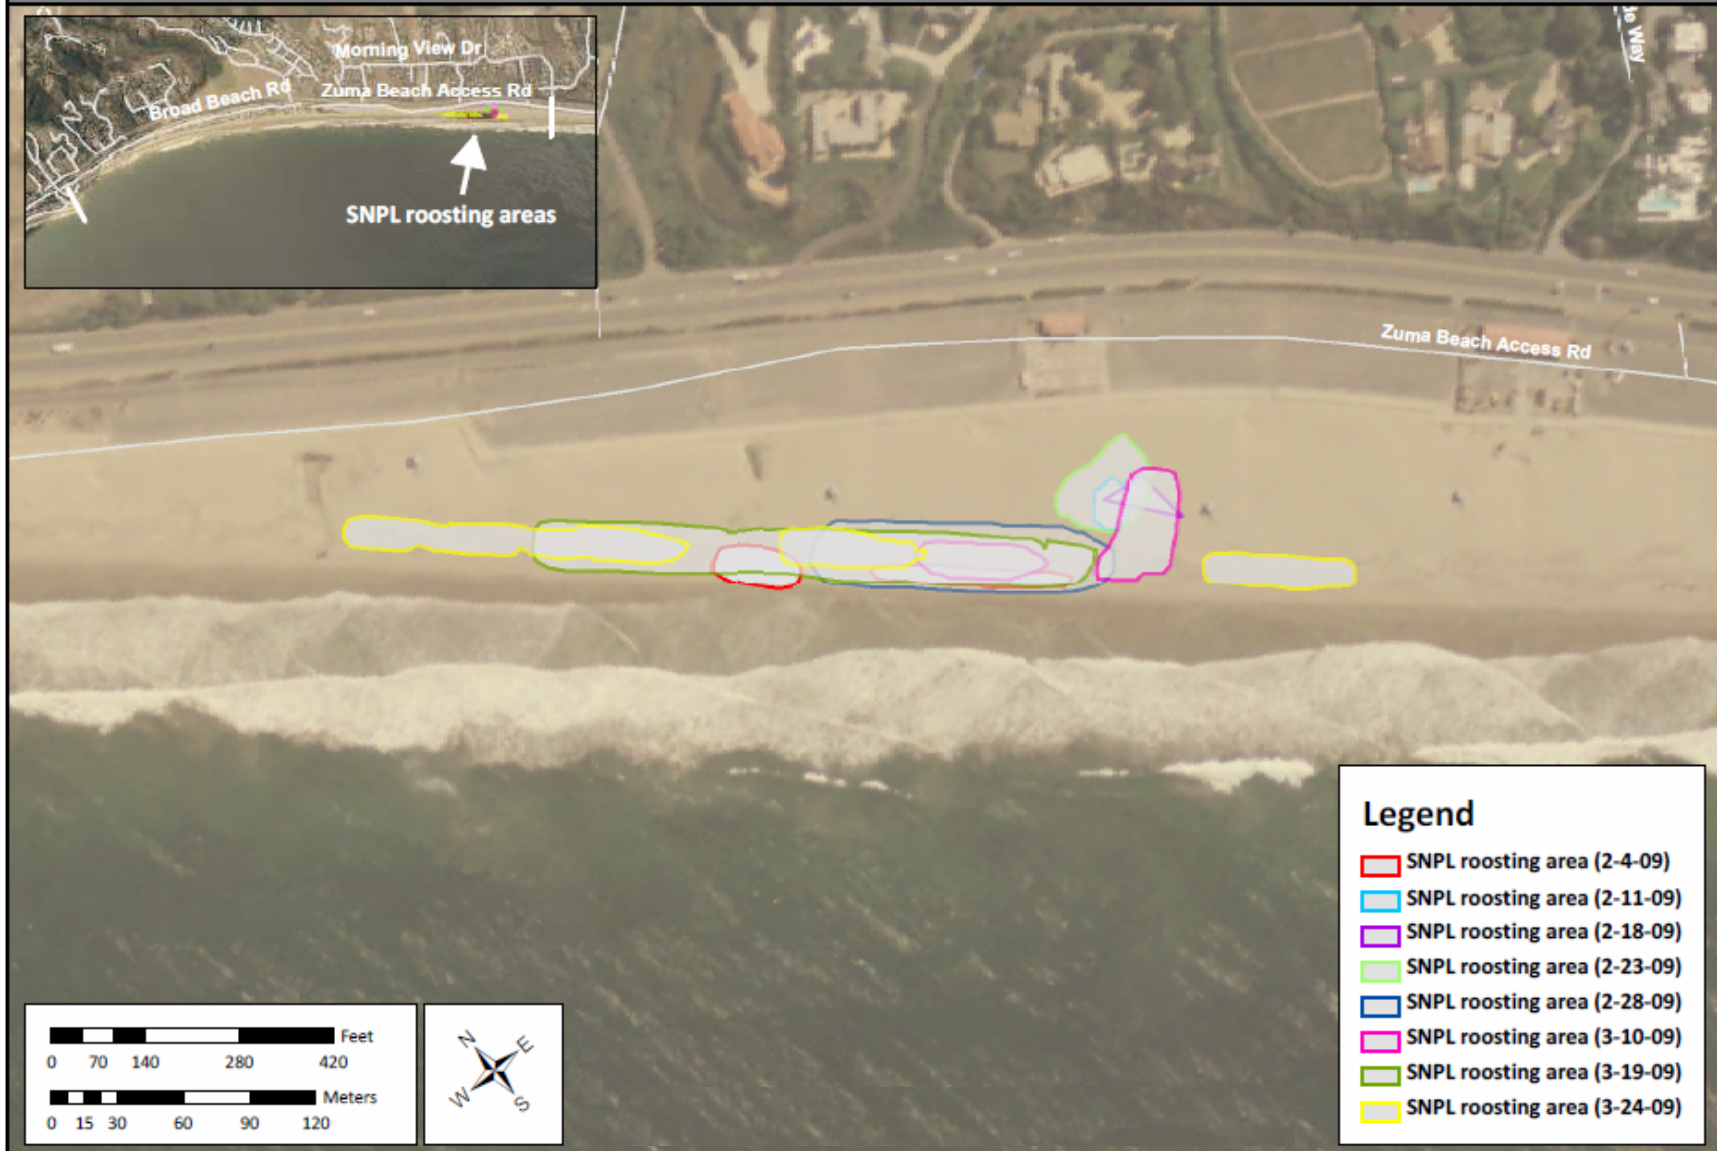 Morning View Dr
Broad Beach Rd
Zuma Beach Access Rd
SNPL roosting areas
Way
Zuma Beach Access Rd
Legend
SNPL roosting area (2-4-09)
SNPL roosting area (2-11-09)
SNPL roosting area (2-18-09)
SNPL roosting area (2-23-09)
SNPL roosting area (2-28-09)
SNPL roosting area (3-10-09)
SNPL roosting area (3-19-09)
SNPL roosting area (3-24-09)
Feet
0 70 140 280 420
Meters
0 15 30 60 90 120
N
E
W
S